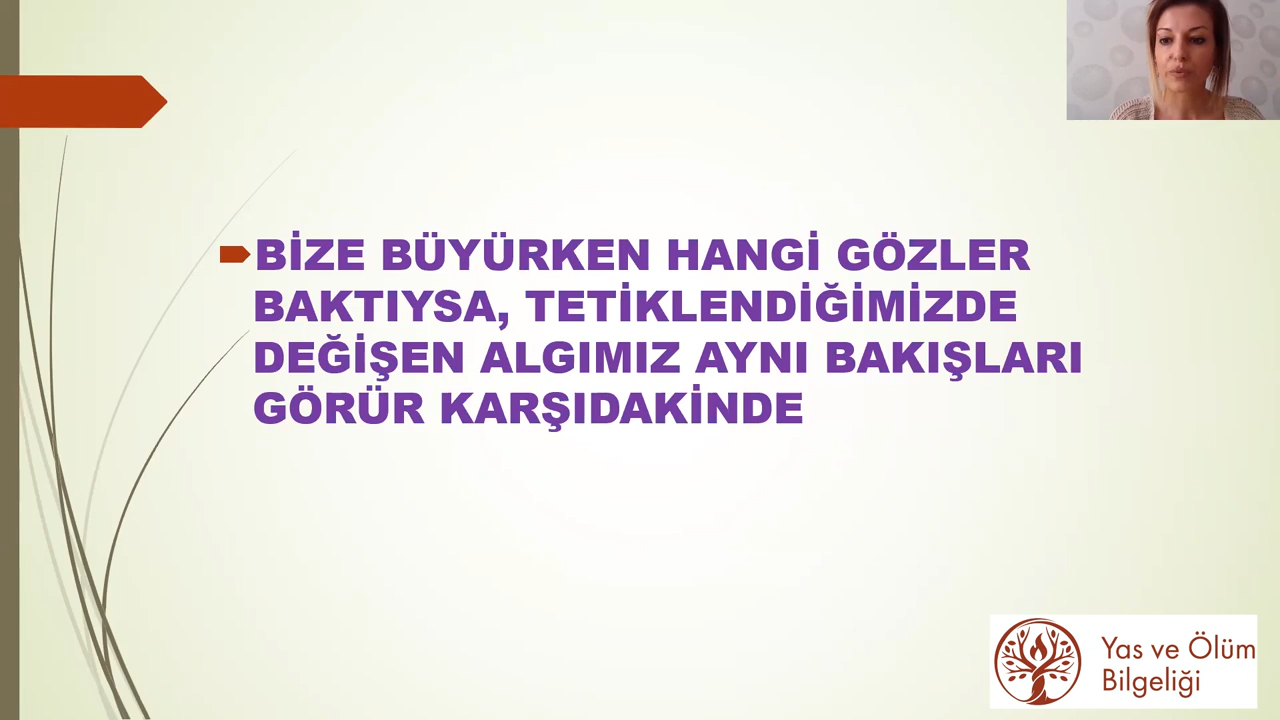 BİZE BÜYÜRKEN HANGİ GÖZLER
BAKTIYSA, TETİKLENDİĞİMİZDE
DEĞİŞEN ALGIMIZ AYNI BAKIŞLARI
GÖRÜR KARŞIDAKİNDE
Yas ve Ölüm
Bilgeliği